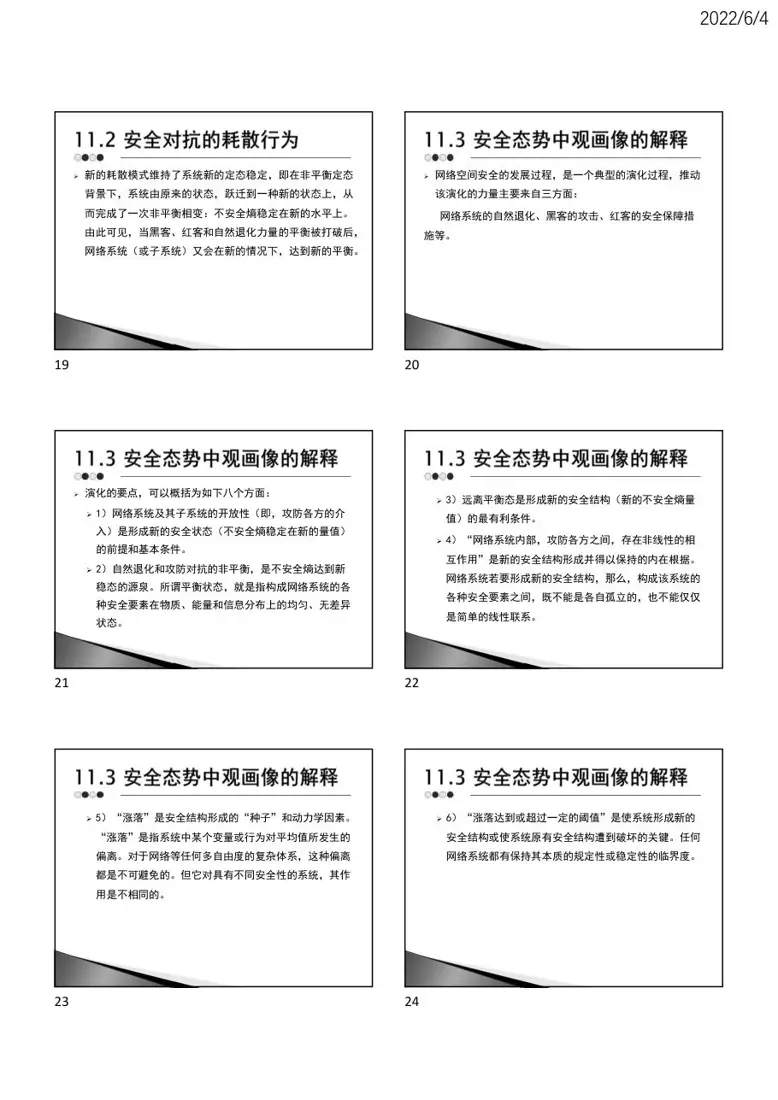 2022/6/4
11.2 安全对抗的耗散行为
新的耗散模式维持了系统新的定态稳定，即在非平衡定态
背景下，系统由原来的状态，跃迁到一种新的状态上，从
而完成了一次非平衡相变：不安全熵稳定在新的水平上。
由此可见，当黑客、红客和自然退化力量的平衡被打破后，
网络系统（或子系统）又会在新的情况下，达到新的平衡。
19
11.3 安全态势中观画像的解释
网络空间安全的发展过程，是一个典型的演化过程，推动
该演化的力量主要来自三方面：
网络系统的自然退化、黑客的攻击、红客的安全保障措
施等。
20
11.3 安全态势中观画像的解释
演化的要点，可以概括为如下八个方面：
1）网络系统及其子系统的开放性（即，攻防各方的介
入）是形成新的安全状态（不安全熵稳定在新的量值）
的前提和基本条件。
2）自然退化和攻防对抗的非平衡，是不安全熵达到新
稳态的源泉。所谓平衡状态，就是指构成网络系统的各
种安全要素在物质、能量和信息分布上的均匀、无差异
状态。
21
11.3 安全态势中观画像的解释
3）远离平衡态是形成新的安全结构（新的不安全熵量
值）的最有利条件。
4）“网络系统内部，攻防各方之间，存在非线性的相
互作用”是新的安全结构形成并得以保持的内在根据。
网络系统若要形成新的安全结构，那么，构成该系统的
各种安全要素之间，既不能是各自孤立的，也不能仅仅
是简单的线性联系。
22
11.3 安全态势中观画像的解释
5）“涨落”是安全结构形成的“种子”和动力学因素。
“涨落”是指系统中某个变量或行为对平均值所发生的
偏离。对于网络等任何多自由度的复杂体系，这种偏离
都是不可避免的。但它对具有不同安全性的系统，其作
用是不相同的。
23
11.3 安全态势中观画像的解释
6）“涨落达到或超过一定的阈值”是使系统形成新的
安全结构或使系统原有安全结构遭到破坏的关键。任何
网络系统都有保持其本质的规定性或稳定性的临界度。
24